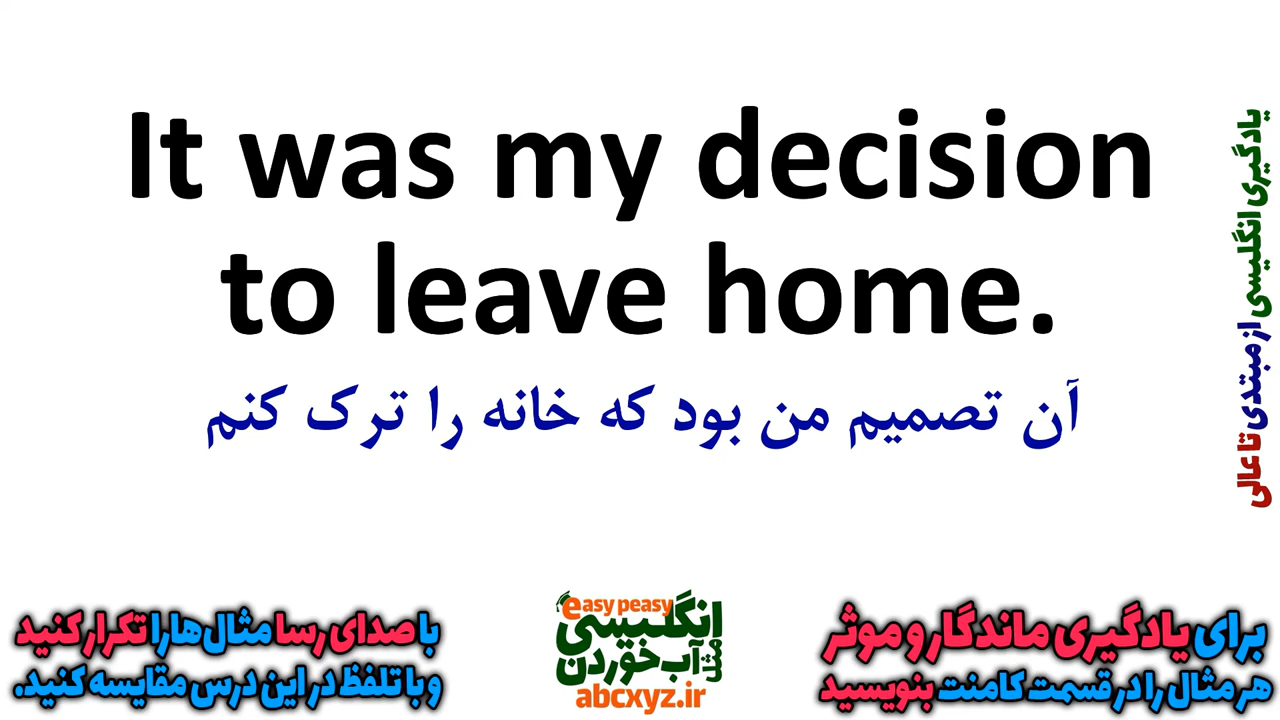 It was my decision
to leave home.
آن تصمیم من بود که خانه را ترک کنم
یادگیری انگلیسی از مبتدی تا عالی
با صدای رسا مثال‌ها را تکرار کنید
و با تلفظ در این درس مقایسه کنید.
easy peasy
انگلیسی
مثل آب خوردن
abcxyz.ir
برای یادگیری ماندگار و موثر
هر مثال را در قسمت کامنت بنویسید